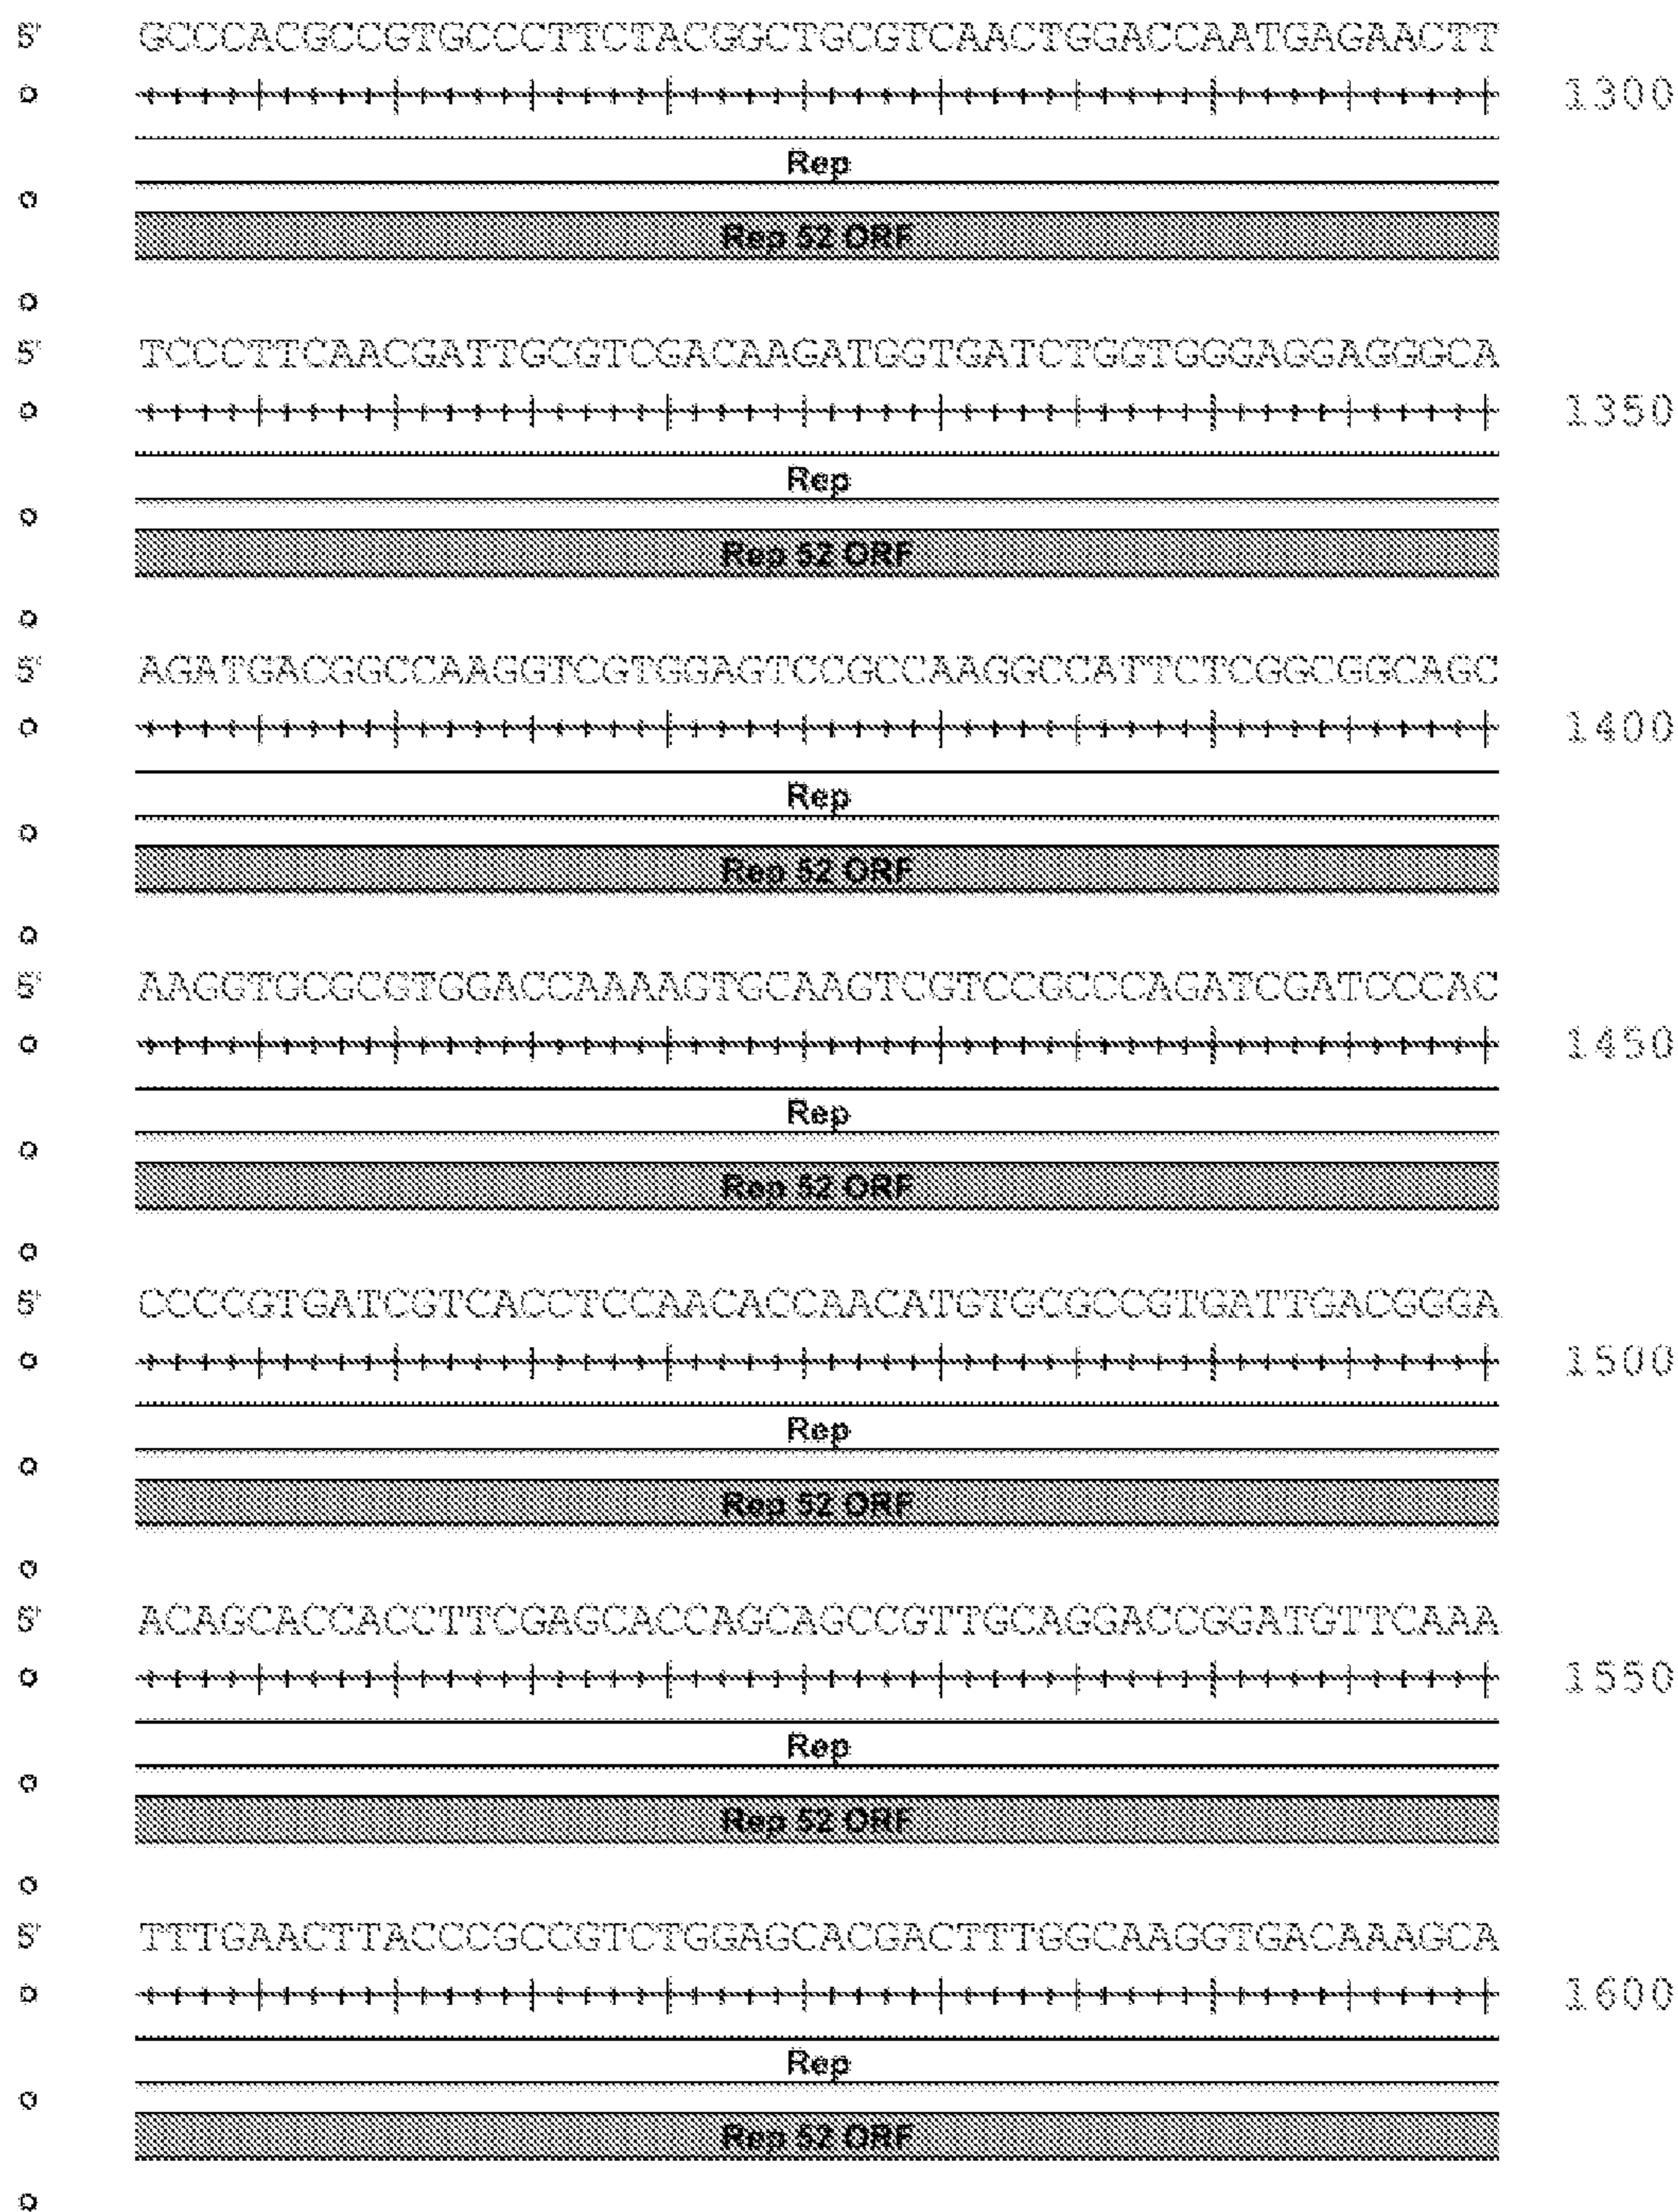 5' GCCCACGCCGTGCCCTTCTACGGCTGCGTCAACTGGACCAATGAGAACTT
o 1300
Rep
o
Rep 52 ORF
o
5' TCCCTTCAACGATTGCGTCGACAAGATGGTGATCTGGTGGGAGGAGGGCA
o 1350
Rep
o
Rep 52 ORF
o
5' AGATGACGGCCAAGGTCGTGGAGTCCGCCAAGGCCATTCTCGGCGGCAGC
o 1400
Rep
o
Rep 52 ORF
o
5' AAGGTGCGCGTGGACCAAAAGTGCAAGTCGTCCGCCCAGATCGATCCCAC
o 1450
Rep
o
Rep 52 ORF
o
5' CCCCGTGATCGTCACCTCCAACACCAACATGTGCGCCGTGATTGACGGGA
o 1500
Rep
o
Rep 52 ORF
o
5' ACAGCACCACCTTCGAGCACCAGCAGCCGTTGCAGGACCGGATGTTCAAA
o 1550
Rep
o
Rep 52 ORF
o
5' TTTGAACTTACCCGCCGTCTGGAGCACGACTTTGGCAAGGTGACAAAGCA
o 1600
Rep
o
Rep 52 ORF
o